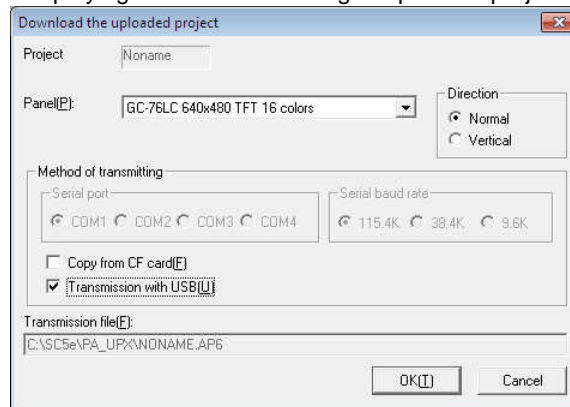 Download the uploaded project
Project Noname
Panel(P): GC-76LC 640x480 TFT 16 colors
Direction
Normal
Vertical
Method of transmitting
Serial port
COM1 COM2 COM3 COM4
Serial baud rate
115.4K 38.4K 9.6K
Copy from CF card(F)
Transmission with USB(U)
Transmission file(F):
C:\SC5e\PA_UPX\NONAME.AP6
OK(T) Cancel